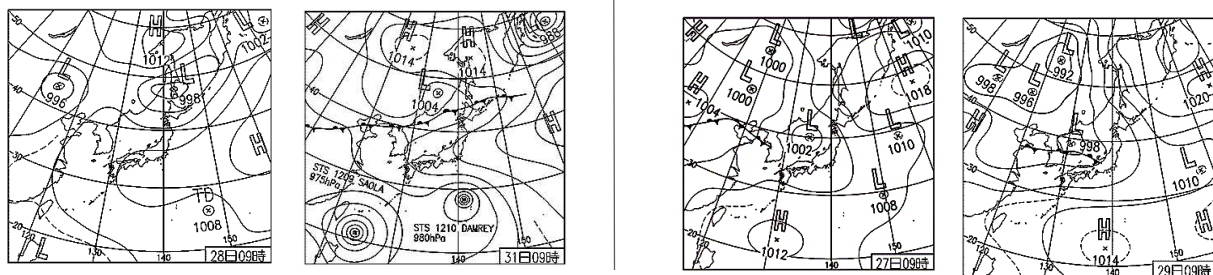 H
1012
L
1002
L
996
L
998
H
TD
1008
L
28日09時
H
1014
H
1014
L
988
L
1004
H
STS 1209 SAOLA
975hPa
STS 1210 DAMREY
980hPa
31日09時
L
1000
L
1000
H
1004
L
L
1010
H
1018
L
1002
L
1010
L
1008
H
1012
27日09時
L
998
L
992
L
996
H
L
998
H
1020
L
1010
H
1014
H
29日09時